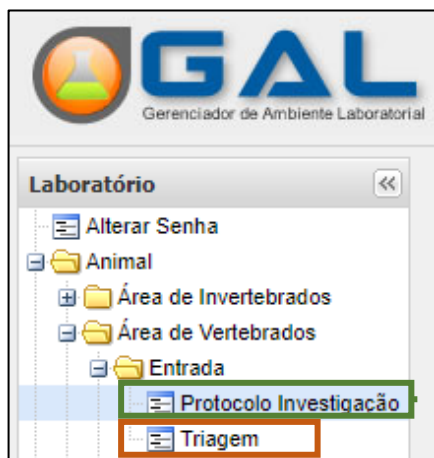 GAL
Gerenciador de Ambiente Laboratorial
Laboratório
Alterar Senha
Animal
Área de Invertebrados
Área de Vertebrados
Entrada
Protocolo Investigação
Triagem